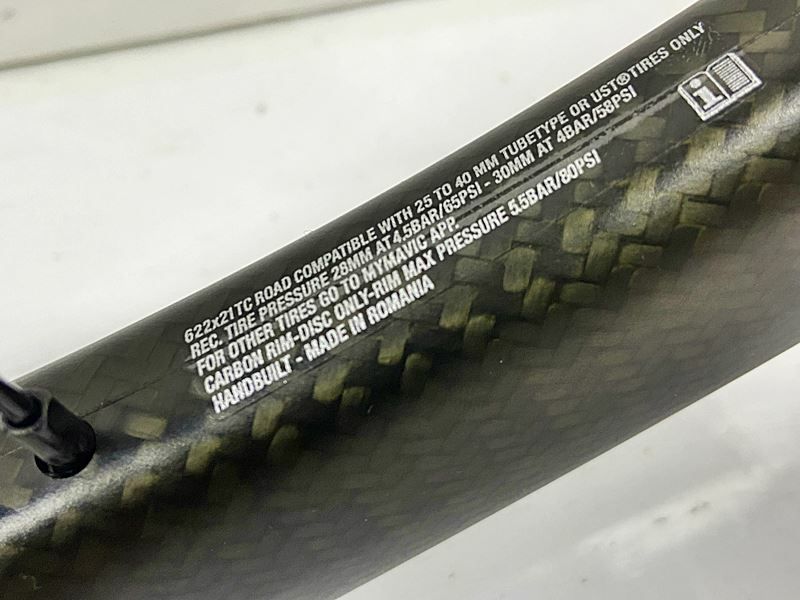 622x21TC ROAD COMPATIBLE WITH 25 TO 40 MM TUBETYPE OR UST® TIRES ONLY
REC. TIRE PRESSURE 28MM AT 4.5BAR/65PSI - 30MM AT 4BAR/58PSI
FOR OTHER TIRES GO TO MYMAVIC APP.
CARBON RIM-DISC ONLY-RIM MAX PRESSURE 5.5BAR/80PSI
HANDBUILT - MADE IN ROMANIA